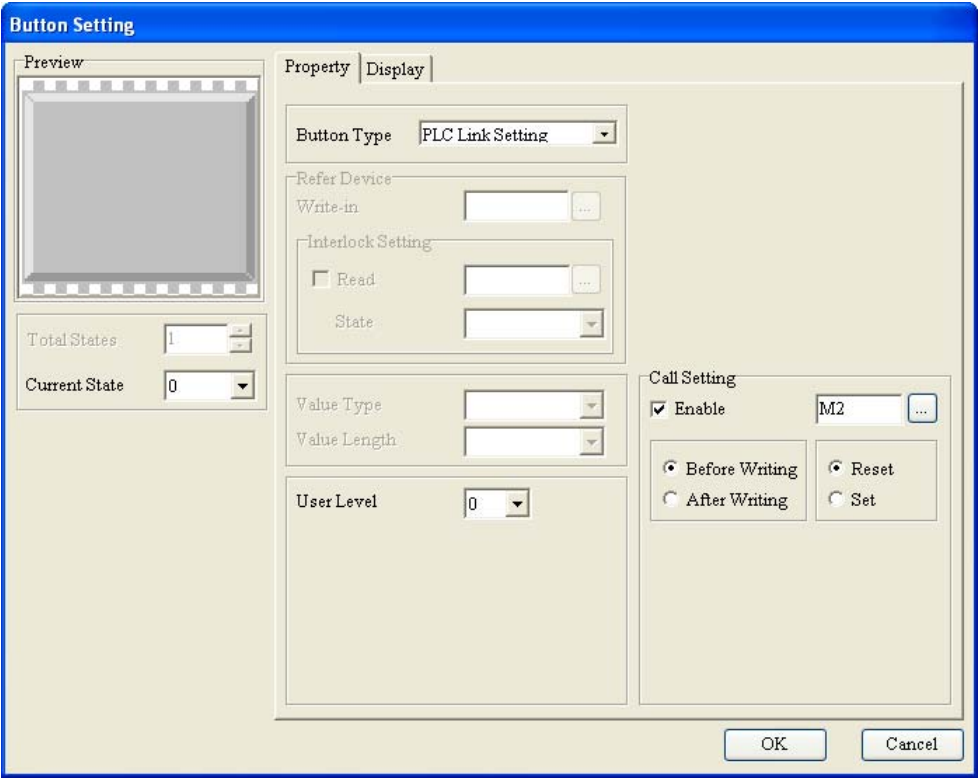 Button Setting
Preview
Total States 1
Current State 0
Property Display
Button Type PLC Link Setting
Refer Device
Write-in ...
Interlock Setting
Read ...
State
Value Type
Value Length
User Level 0
Call Setting
Enable M2 ...
Before Writing Reset
After Writing Set
OK Cancel